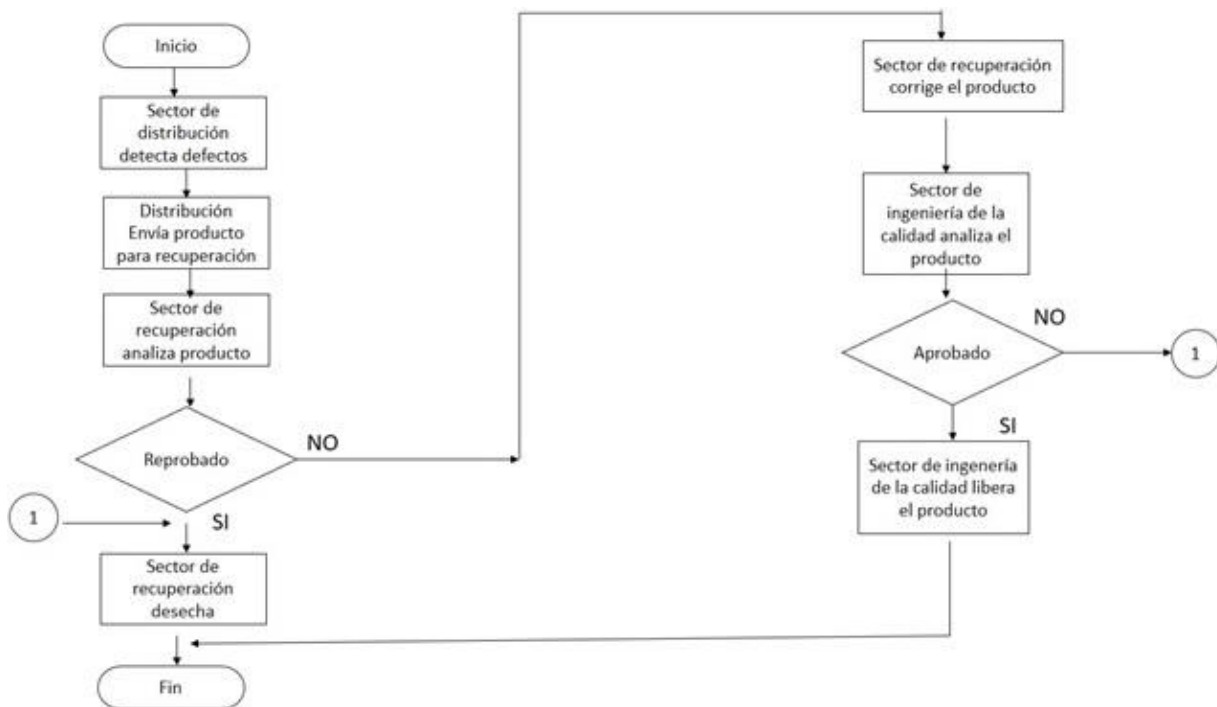 Inicio
Sector de
distribución
detecta defectos
Distribución
Envía producto
para recuperación
Sector de
recuperación
analiza producto
Reprobado
NO
1
SI
Sector de
recuperación
desecha
Fin
Sector de recuperación
corrige el producto
Sector de
ingeniería de la
calidad analiza el
producto
Aprobado
NO
1
SI
Sector de ingenería
de la calidad libera
el producto